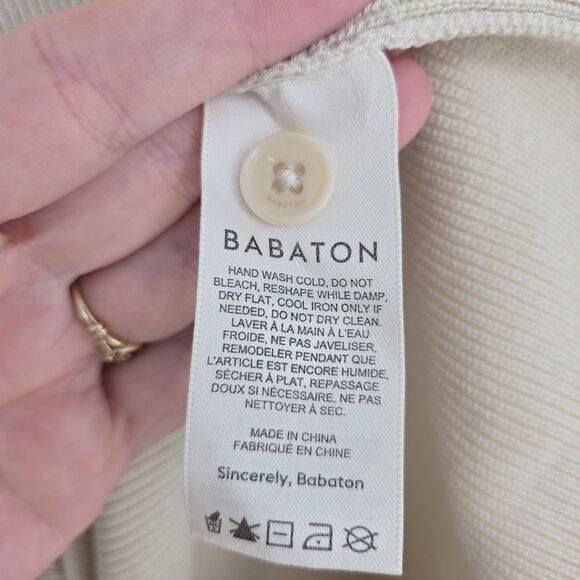 BABATON
BABATON
HAND WASH COLD, DO NOT
BLEACH, RESHAPE WHILE DAMP,
DRY FLAT, COOL IRON ONLY IF
NEEDED, DO NOT DRY CLEAN.
LAVER À LA MAIN À L'EAU
FROIDE, NE PAS JAVELISER,
REMODELER PENDANT QUE
L'ARTICLE EST ENCORE HUMIDE,
SÉCHER À PLAT, REPASSAGE
DOUX SI NÉCESSAIRE, NE PAS
NETTOYER À SEC.
MADE IN CHINA
FABRIQUÉ EN CHINE
Sincerely, Babaton